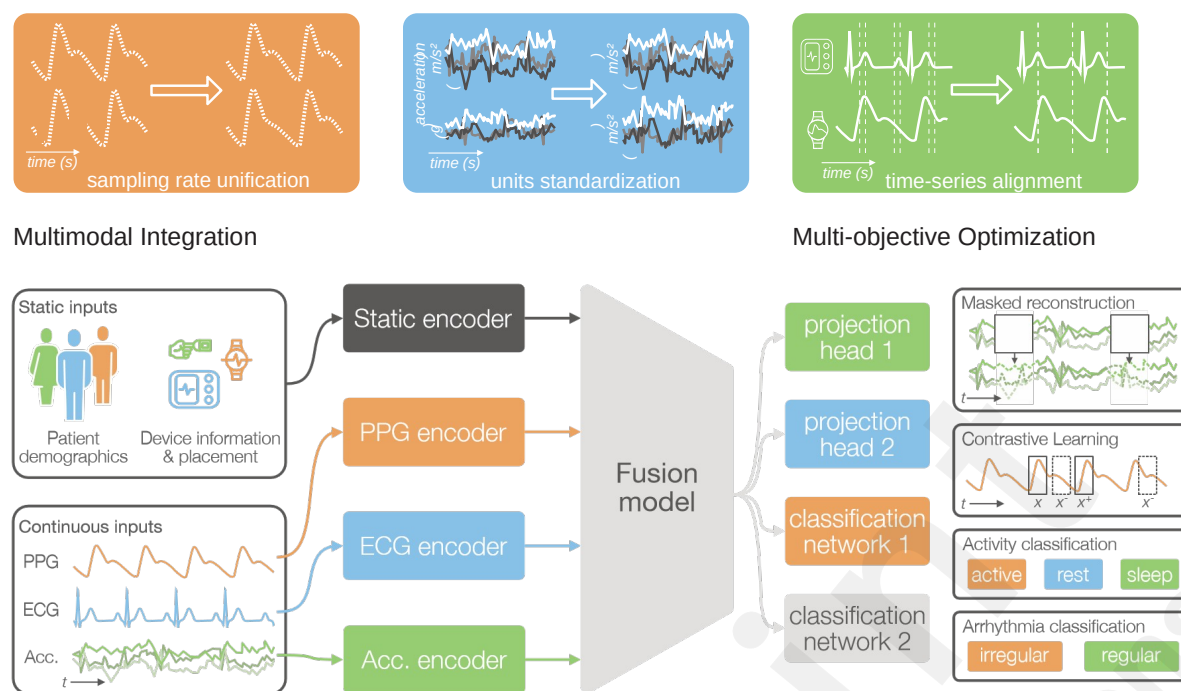 time (s)
sampling rate unification
acceleration
m/s²
g
m/s²
m/s²
time (s)
units standardization
time (s)
time-series alignment
Multimodal Integration
Multi-objective Optimization
Static inputs
Patient
demographics
Device information
& placement
Continuous inputs
PPG
ECG
Acc.
t
Static encoder
PPG encoder
ECG encoder
Acc. encoder
Fusion
model
projection
head 1
projection
head 2
classification
network 1
classification
network 2
Masked reconstruction
t
Contrastive Learning
t
x
x⁻
x⁺
x⁻
Activity classification
active
rest
sleep
Arrhythmia classification
irregular
regular